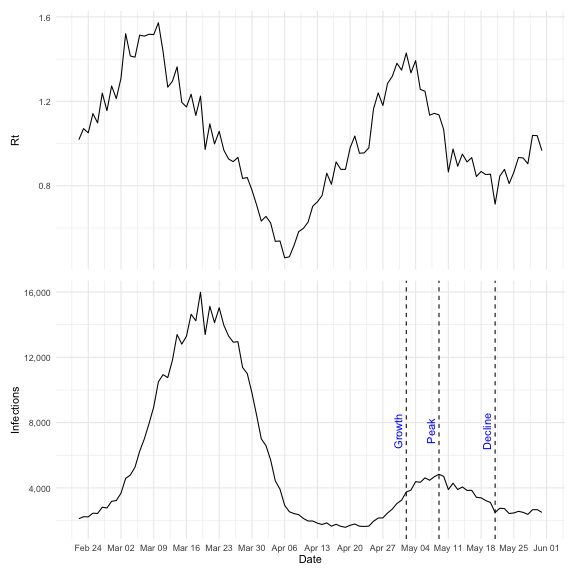 1.6
1.2
0.8
Rt
16,000
12,000
8,000
4,000
Infections
Growth
Peak
Decline
Feb 24 Mar 02 Mar 09 Mar 16 Mar 23 Mar 30 Apr 06 Apr 13 Apr 20 Apr 27 May 04 May 11 May 18 May 25 Jun 01
Date